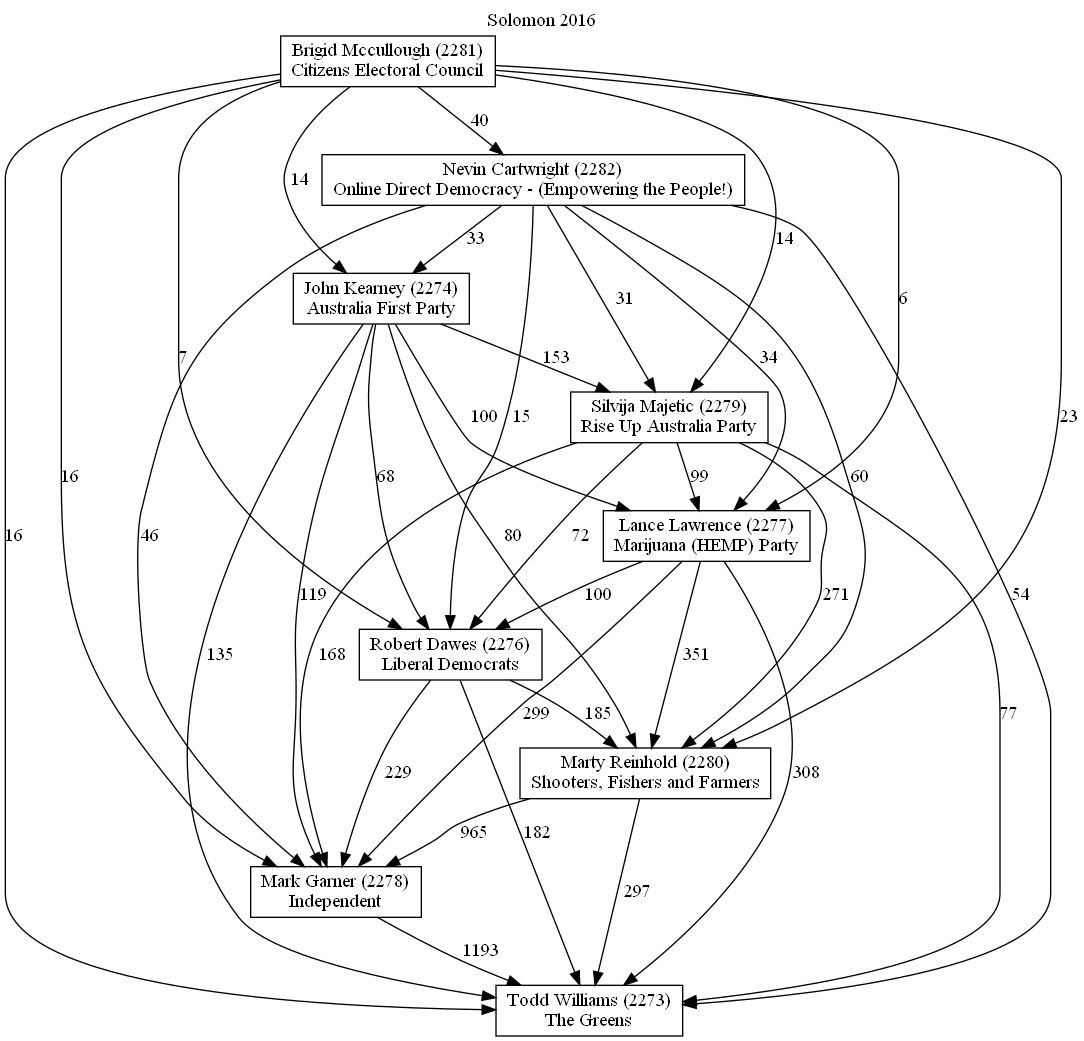 Solomon 2016
Brigid Mccullough (2281)
Citizens Electoral Council
40
Nevin Cartwright (2282)
Online Direct Democracy - (Empowering the People!)
14
33
14
John Kearney (2274)
Australia First Party
31
6
7
153
34
Silvija Majetic (2279)
Rise Up Australia Party
100
15
23
16
68
99
60
Lance Lawrence (2277)
Marijuana (HEMP) Party
16
46
80
72
119
100
271
54
Robert Dawes (2276)
Liberal Democrats
135
168
351
299
185
77
Marty Reinhold (2280)
Shooters, Fishers and Farmers
229
308
965
182
Mark Garner (2278)
Independent
297
1193
Todd Williams (2273)
The Greens